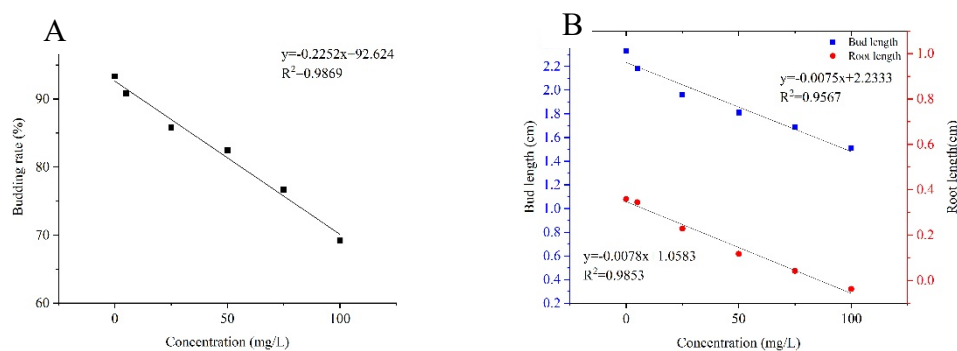 A
y=-0.2252x−92.624
R²=0.9869
90
80
70
60
Budding rate (%)
0
50
100
Concentration (mg/L)
B
Bud length
Root length
y=-0.0075x+2.2333
R²=0.9567
y=-0.0078x 1.0583
R²=0.9853
2.2
2.0
1.8
1.6
1.4
1.2
1.0
0.8
0.6
0.4
0.2
Bud length (cm)
1.0
0.8
0.6
0.4
0.2
0.0
Root length(cm)
0
50
100
Concentration (mg/L)